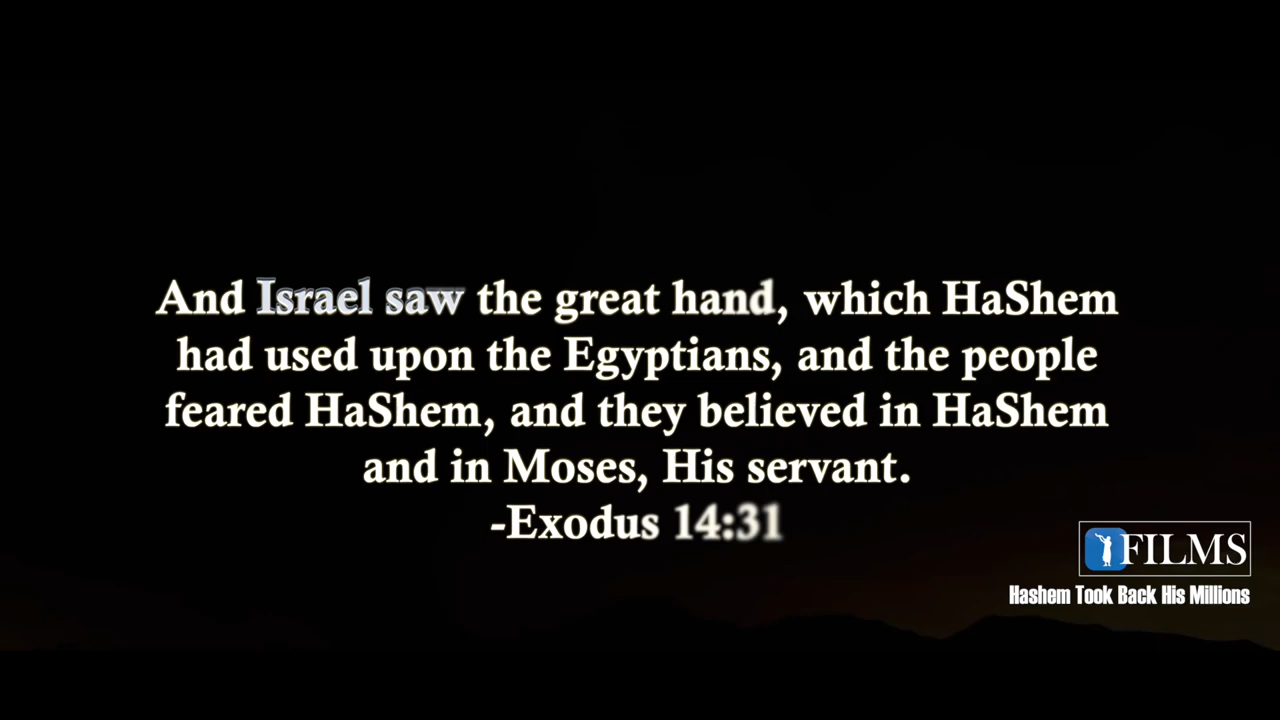 And Israel saw the great hand, which HaShem
had used upon the Egyptians, and the people
feared HaShem, and they believed in HaShem
and in Moses, His servant.
-Exodus 14:31
FILMS
Hashem Took Back His Millions